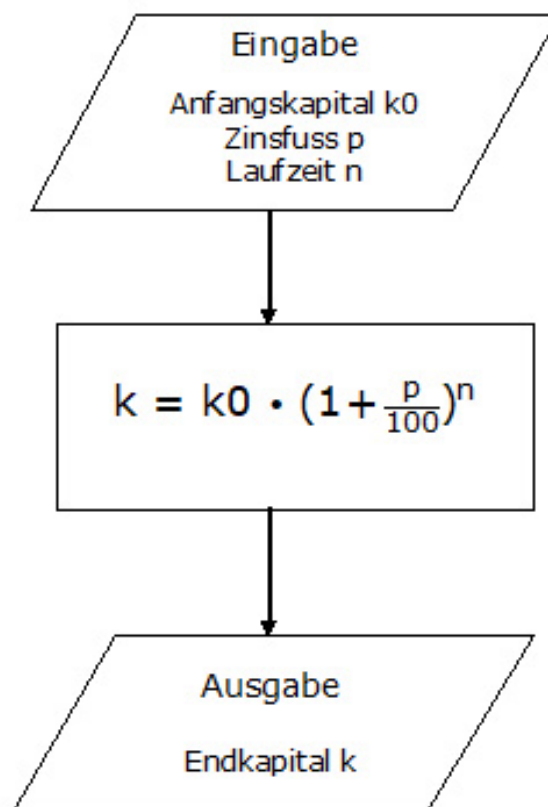 Eingabe
Anfangskapital k0
Zinsfuss p
Laufzeit n
k = k0 • (1+p/100)^n
Ausgabe
Endkapital k